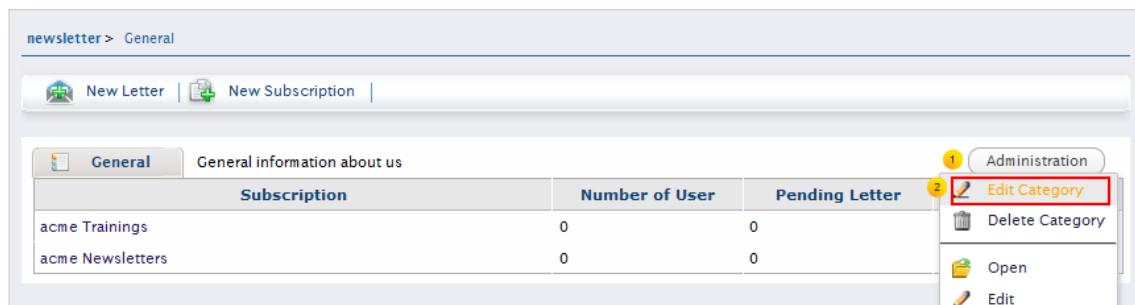 newsletter > General
New Letter | New Subscription |
General General information about us 1 Administration
Subscription Number of User Pending Letter 2 Edit Category
Delete Category
acme Trainings 0 0
acme Newsletters 0 0
Open
Edit